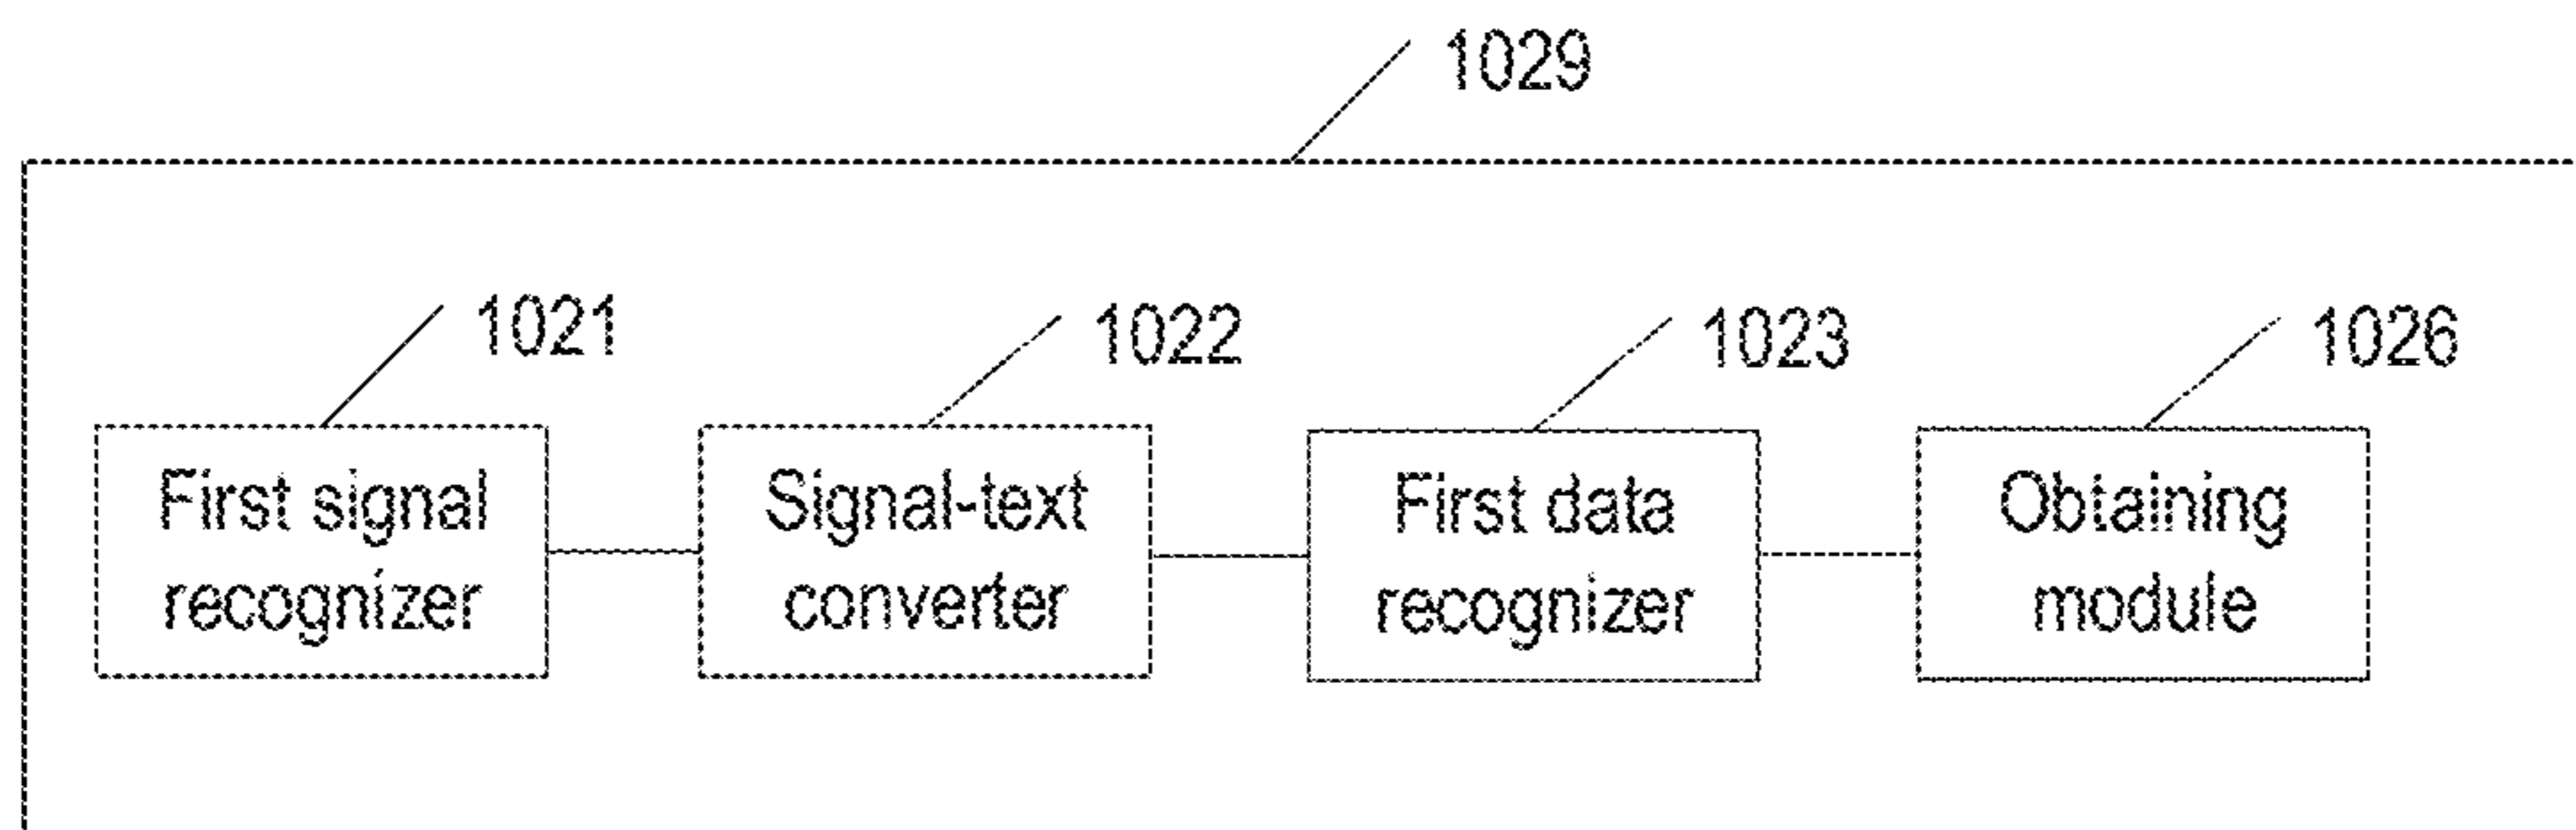 1029
1021
1022
1023
1026
First signal
recognizer
Signal-text
converter
First data
recognizer
Obtaining
module